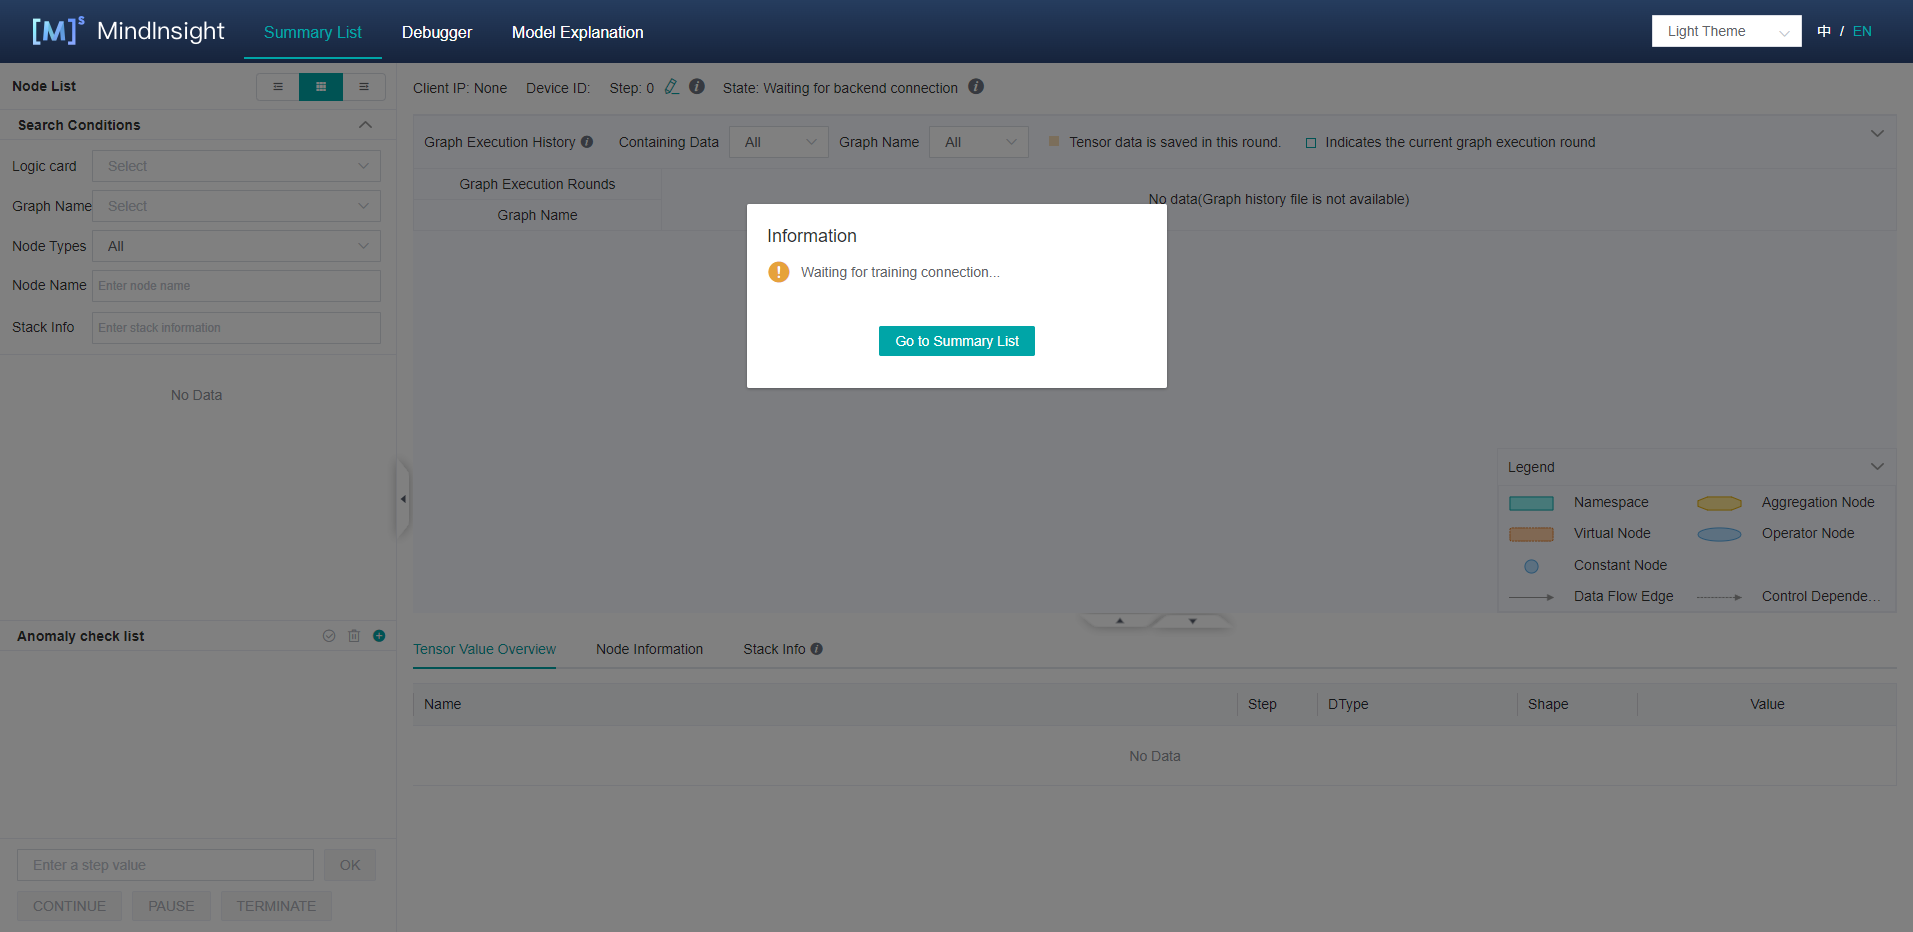 [M]s MindInsight Summary List Debugger Model Explanation Light Theme 中 / EN
Node List
Client IP: None Device ID: Step: 0 State: Waiting for backend connection
Search Conditions
Logic card Select
Graph Name Select
Node Types All
Node Name Enter node name
Stack Info Enter stack information
No Data
Graph Execution History Containing Data All Graph Name All Tensor data is saved in this round. Indicates the current graph execution round
Graph Execution Rounds
Graph Name
No data(Graph history file is not available)
Information
Waiting for training connection...
Go to Summary List
Legend
Namespace Aggregation Node
Virtual Node Operator Node
Constant Node
Data Flow Edge Control Depende...
Anomaly check list
Tensor Value Overview Node Information Stack Info
Name Step DType Shape Value
No Data
Enter a step value OK
CONTINUE PAUSE TERMINATE